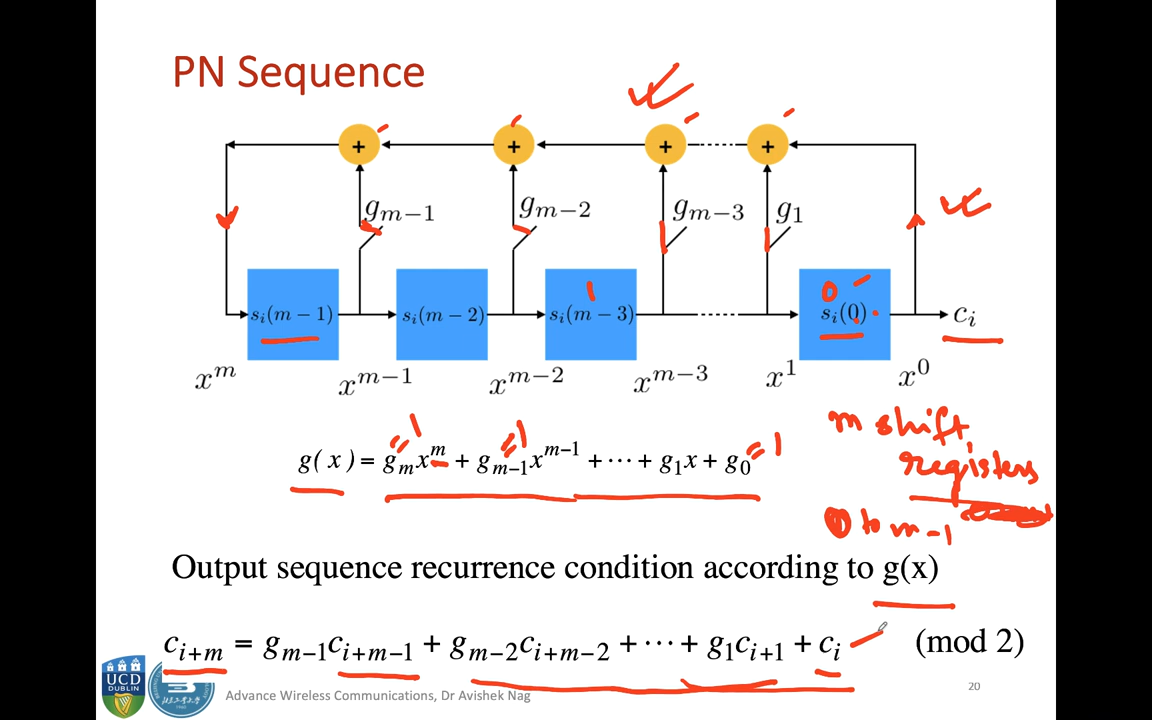 PN Sequence
+ + + +
g_{m−1} g_{m−2} g_{m−3} g_1
1 0
s_i(m − 1) s_i(m − 2) s_i(m − 3) s_i(0) c_i
x^m x^{m−1} x^{m−2} x^{m−3} x^1 x^0
m shift
=1 =1 =1
g(x) = g_m x^m + g_{m−1} x^{m−1} + ⋯ + g_1 x + g_0
registers
0 to m-1
Output sequence recurrence condition according to g(x)
c_{i+m} = g_{m−1}c_{i+m−1} + g_{m−2}c_{i+m−2} + ⋯ + g_1c_{i+1} + c_i (mod 2)
UCD
DUBLIN
Advance Wireless Communications, Dr Avishek Nag
20